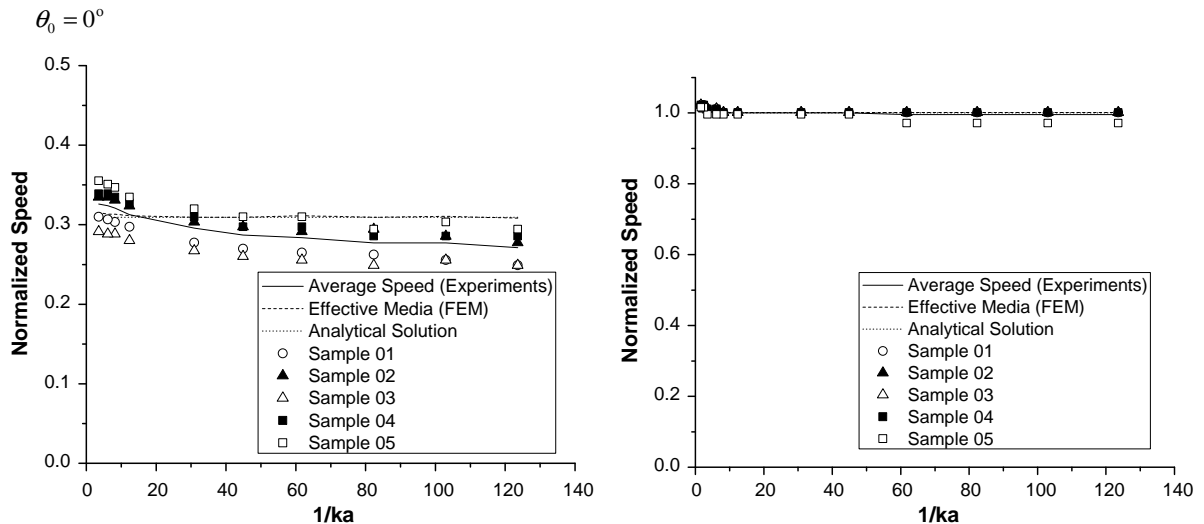 θ₀ = 0°
0.5
0.4
0.3
0.2
0.1
0.0
Normalized Speed
Average Speed (Experiments)
Effective Media (FEM)
Analytical Solution
Sample 01
Sample 02
Sample 03
Sample 04
Sample 05
0 20 40 60 80 100 120 140
1/ka
1.0
0.8
0.6
0.4
0.2
0.0
Normalized Speed
Average Speed (Experiments)
Effective Media (FEM)
Analytical Solution
Sample 01
Sample 02
Sample 03
Sample 04
Sample 05
0 20 40 60 80 100 120 140
1/ka